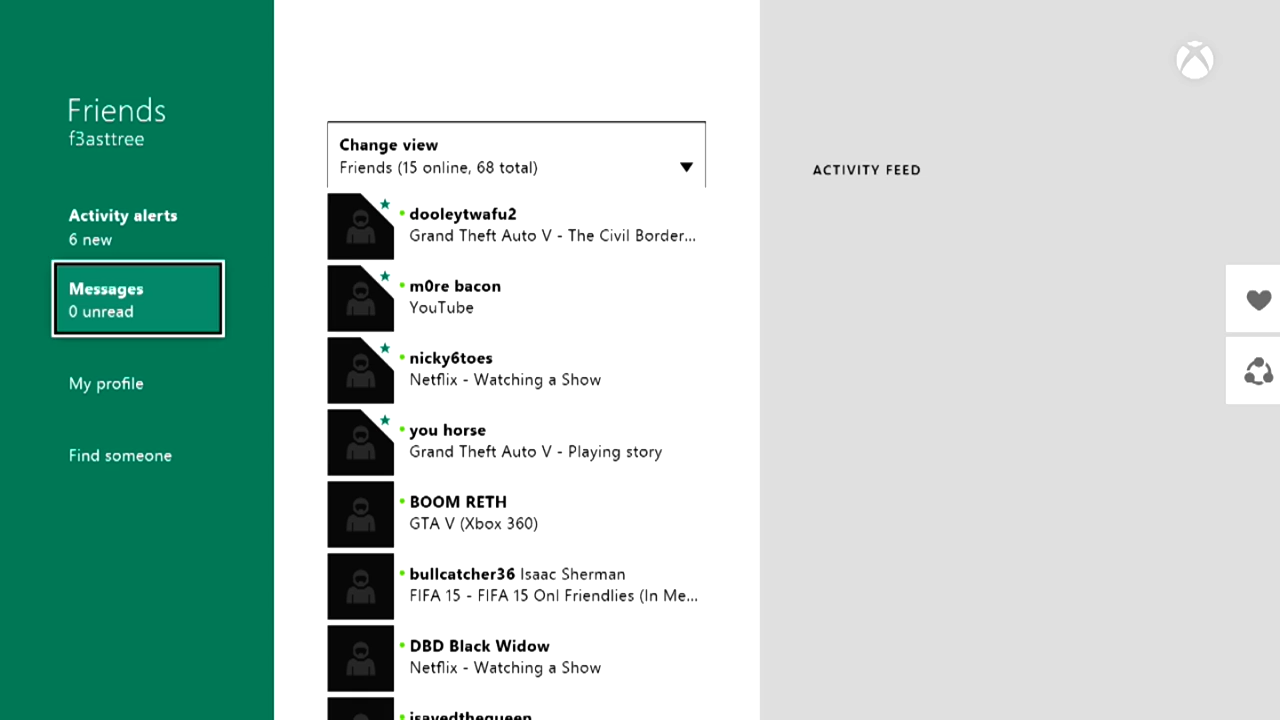 Friends
f3asttree
Activity alerts
6 new
Messages
0 unread
My profile
Find someone
Change view
Friends (15 online, 68 total)
dooleytwafu2
Grand Theft Auto V - The Civil Border...
m0re bacon
YouTube
nicky6toes
Netflix - Watching a Show
you horse
Grand Theft Auto V - Playing story
BOOM RETH
GTA V (Xbox 360)
bullcatcher36 Isaac Sherman
FIFA 15 - FIFA 15 Onl Friendlies (In Me...
DBD Black Widow
Netflix - Watching a Show
isavedthequeen
ACTIVITY FEED